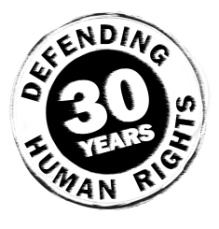 DEFENDING
30
YEARS
HUMAN RIGHTS